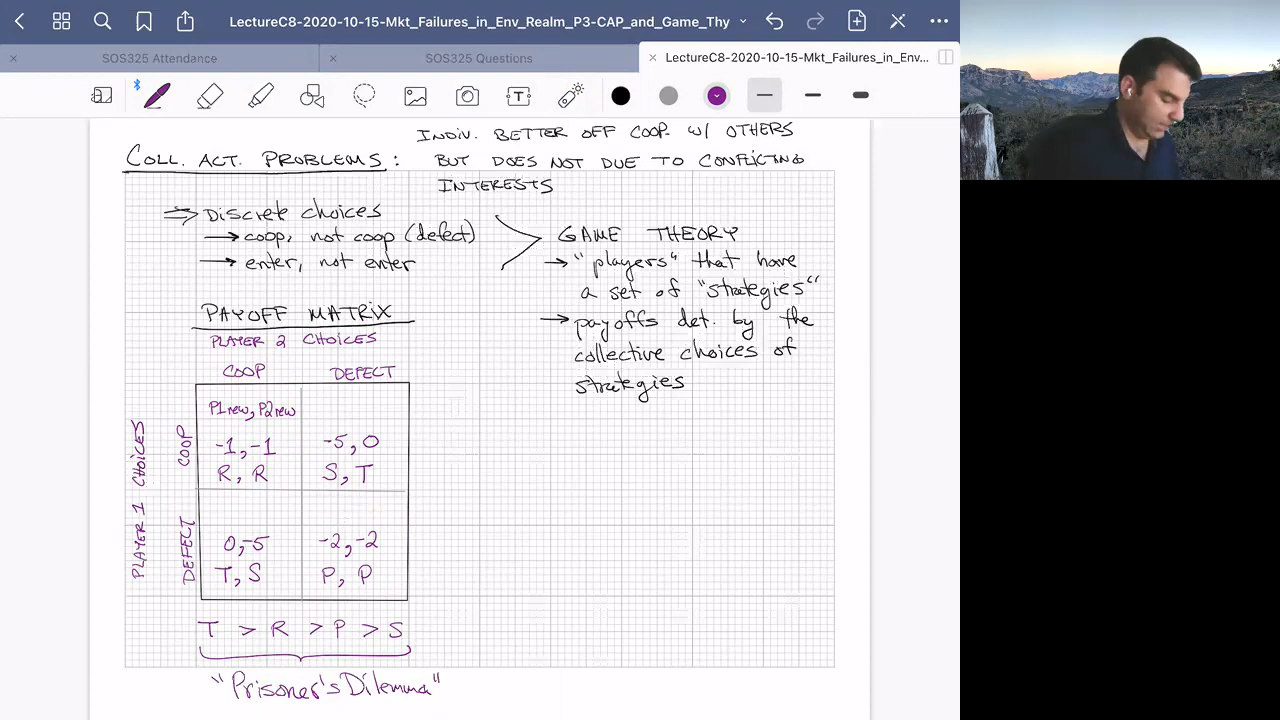 LectureC8-2020-10-15-Mkt_Failures_in_Env_Realm_P3-CAP_and_Game_Thy
SOS325 Attendance
SOS325 Questions
LectureC8-2020-10-15-Mkt_Failures_in_Env...
INDIV. BETTER OFF COOP. W/ OTHERS
COLL. ACT. PROBLEMS: BUT DOES NOT DUE TO CONFLICTING
INTERESTS
⇒ Discrete choices
→ coop, not coop (defect)
→ enter, not enter
GAME THEORY
→ "players" that have
a set of "strategies"
→ payoffs det. by the
collective choices of
strategies
PAYOFF MATRIX
PLAYER 2 CHOICES
COOP DEFECT
PLAYER 1 CHOICES
COOP
DEFECT
P1rew, P2rew
-1,-1 -5,0
R, R S, T
0,-5 -2,-2
T, S P, P
T > R > P > S
"Prisoner's Dilemma"